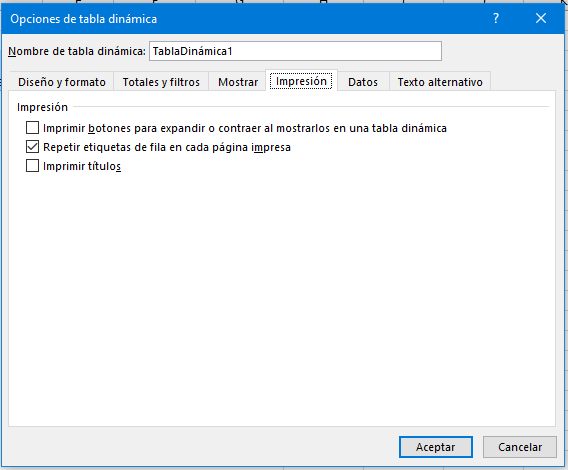 Opciones de tabla dinámica
Nombre de tabla dinámica: TablaDinámica1
Diseño y formato Totales y filtros Mostrar Impresión Datos Texto alternativo
Impresión
Imprimir botones para expandir o contraer al mostrarlos en una tabla dinámica
Repetir etiquetas de fila en cada página impresa
Imprimir títulos
Aceptar Cancelar